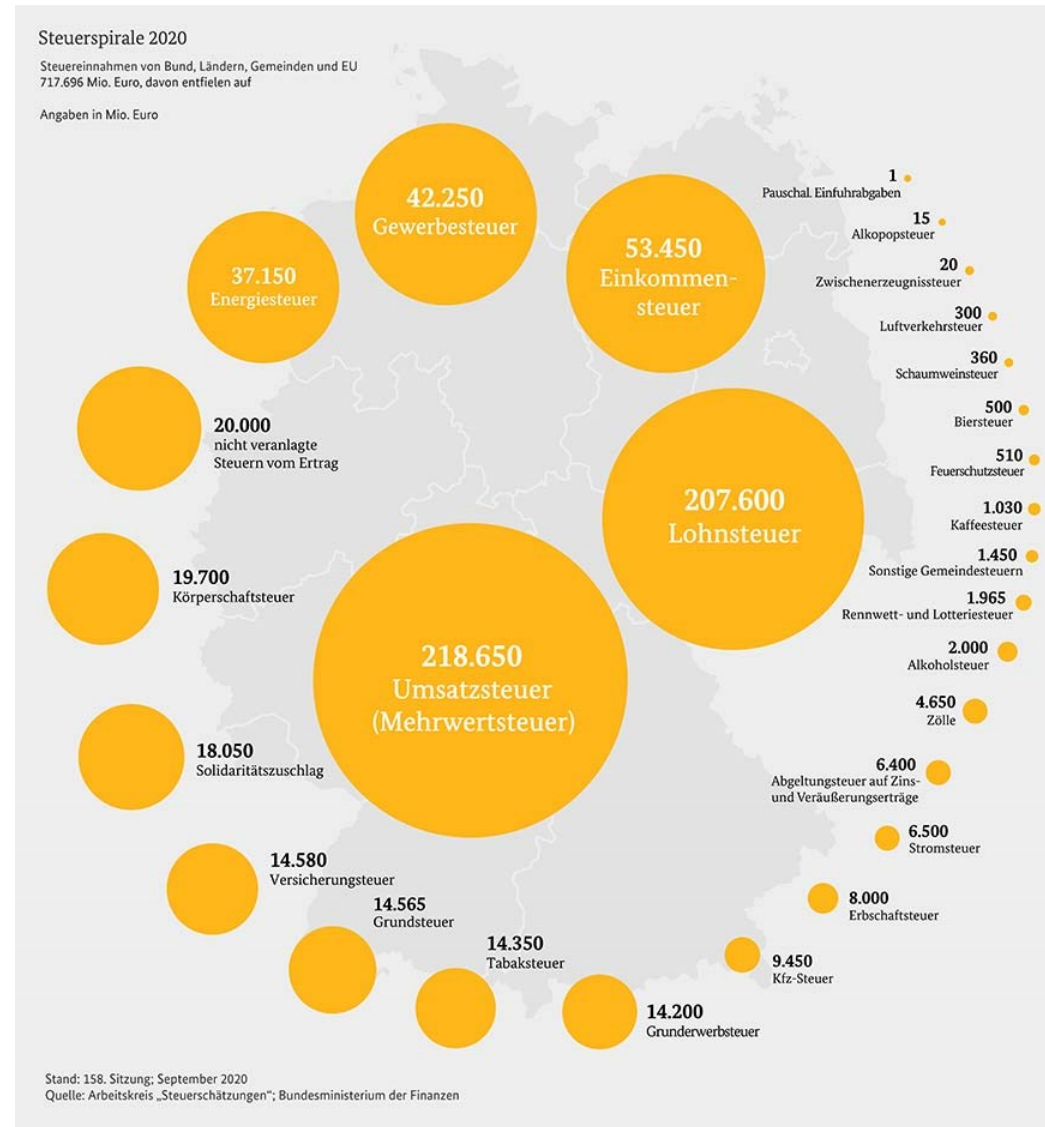 Steuerspirale 2020
Steuereinnahmen von Bund, Ländern, Gemeinden und EU
717.696 Mio. Euro, davon entfielen auf
Angaben in Mio. Euro
1
Pauschal. Einfuhrabgaben
15
Alkopopsteuer
20
Zwischenerzeugnissteuer
300
Luftverkehrsteuer
360
Schaumweinsteuer
500
Biersteuer
510
Feuerschutzsteuer
1.030
Kaffeesteuer
1.450
Sonstige Gemeindesteuern
1.965
Rennwett- und Lotteriesteuer
2.000
Alkoholsteuer
4.650
Zölle
6.400
Abgeltungsteuer auf Zins-
und Veräußerungserträge
6.500
Stromsteuer
8.000
Erbschaftsteuer
9.450
Kfz-Steuer
14.200
Grunderwerbsteuer
14.350
Tabaksteuer
14.565
Grundsteuer
14.580
Versicherungsteuer
18.050
Solidaritätszuschlag
19.700
Körperschaftsteuer
20.000
nicht veranlagte
Steuern vom Ertrag
37.150
Energiesteuer
42.250
Gewerbesteuer
53.450
Einkommen-
steuer
207.600
Lohnsteuer
218.650
Umsatzsteuer
(Mehrwertsteuer)
Stand: 158. Sitzung; September 2020
Quelle: Arbeitskreis „Steuerschätzungen“; Bundesministerium der Finanzen